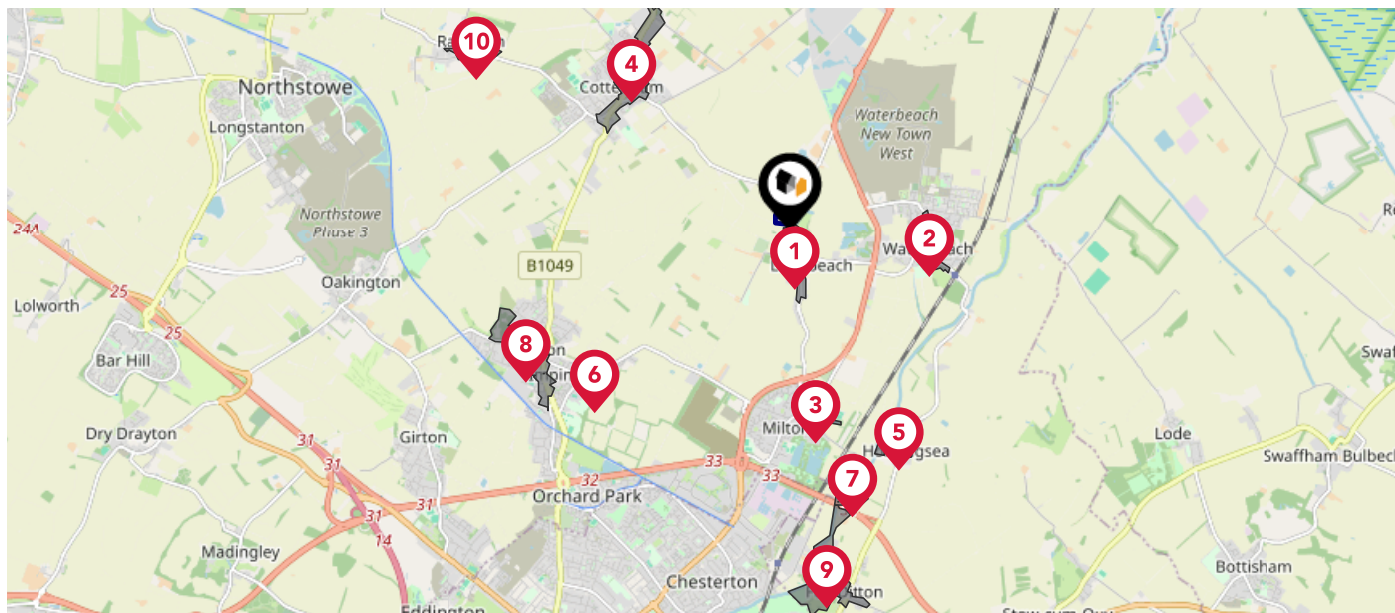 10
4
Northstowe
Longstanton
Waterbeach
New Town
West
Northstowe
Phase 3
24A
1
2
B1049
Oakington
25
Lolworth
25
Bar Hill
8
6
3
5
Milton
Lode
Dry Drayton
Girton
31
31
31
31
33
33
32
7
Swaffham Bulbeck
Orchard Park
14
Madingley
9
Chesterton
Bottisham
Eddington